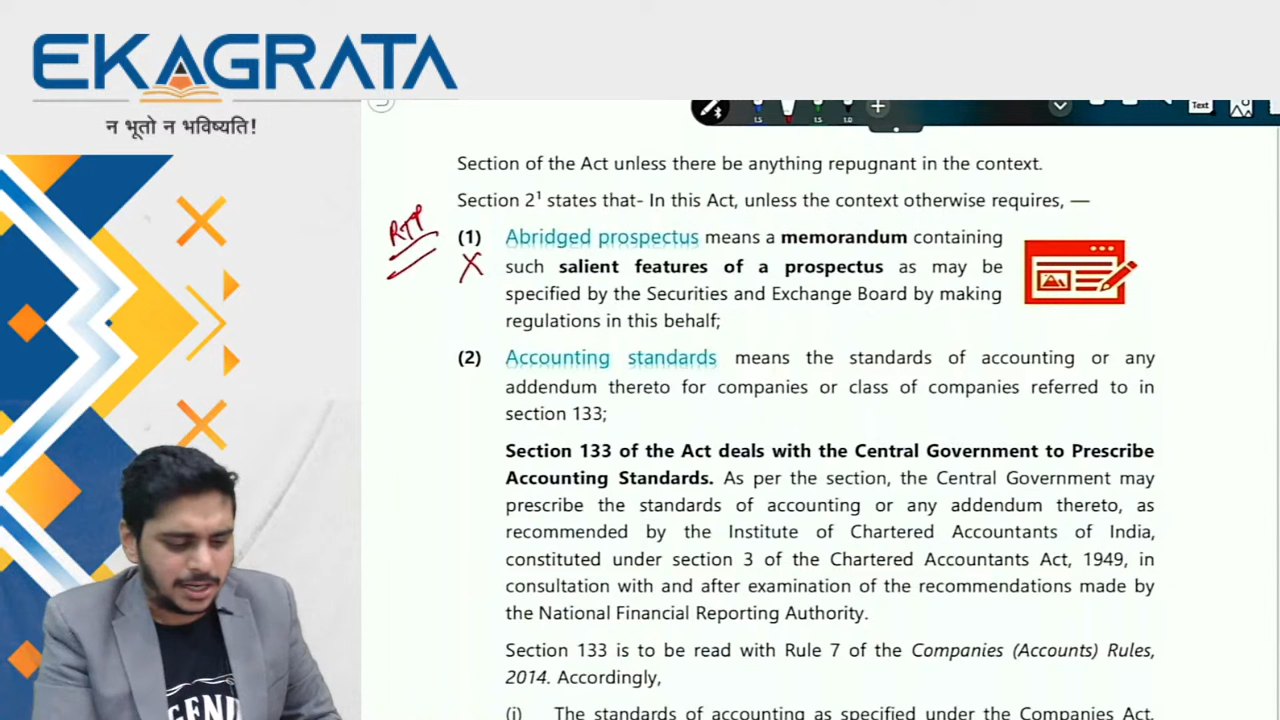 EKAGRATA
न भूतो न भविष्यति!
Text
1.5
1.5
1.0
Section of the Act unless there be anything repugnant in the context.
Section 2¹ states that- In this Act, unless the context otherwise requires, —
RTP
(1) Abridged prospectus means a memorandum containing
such salient features of a prospectus as may be
specified by the Securities and Exchange Board by making
regulations in this behalf;
(2) Accounting standards means the standards of accounting or any
addendum thereto for companies or class of companies referred to in
section 133;
Section 133 of the Act deals with the Central Government to Prescribe
Accounting Standards. As per the section, the Central Government may
prescribe the standards of accounting or any addendum thereto, as
recommended by the Institute of Chartered Accountants of India,
constituted under section 3 of the Chartered Accountants Act, 1949, in
consultation with and after examination of the recommendations made by
the National Financial Reporting Authority.
Section 133 is to be read with Rule 7 of the Companies (Accounts) Rules,
2014. Accordingly,
(i) The standards of accounting as specified under the Companies Act,